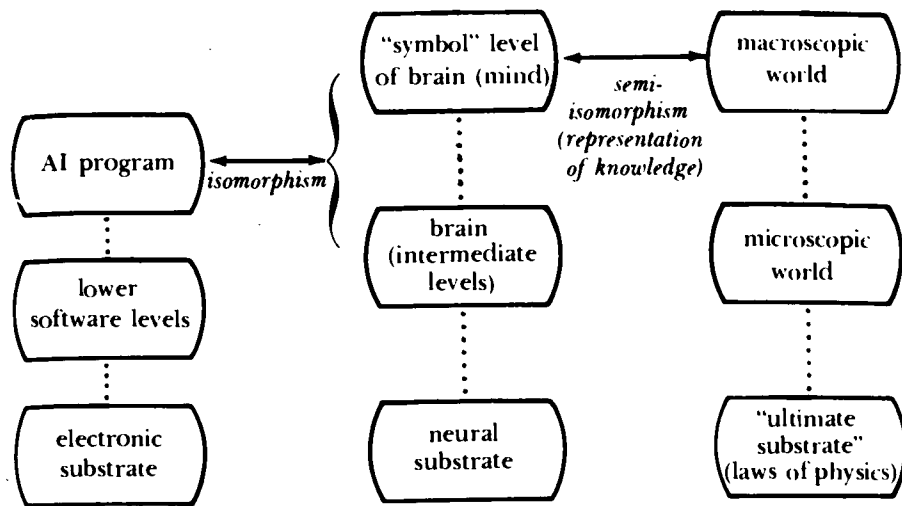 AI program
lower
software levels
electronic
substrate
isomorphism
“symbol” level
of brain (mind)
brain
(intermediate
levels)
neural
substrate
semi-
isomorphism
(representation
of knowledge)
macroscopic
world
microscopic
world
“ultimate
substrate”
(laws of physics)